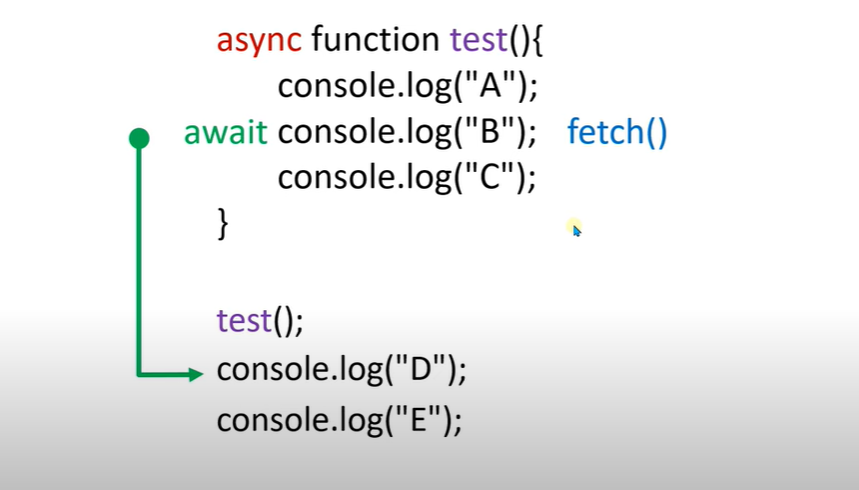 async function test(){
console.log("A");
await console.log("B"); fetch()
console.log("C");
}
test();
console.log("D");
console.log("E");